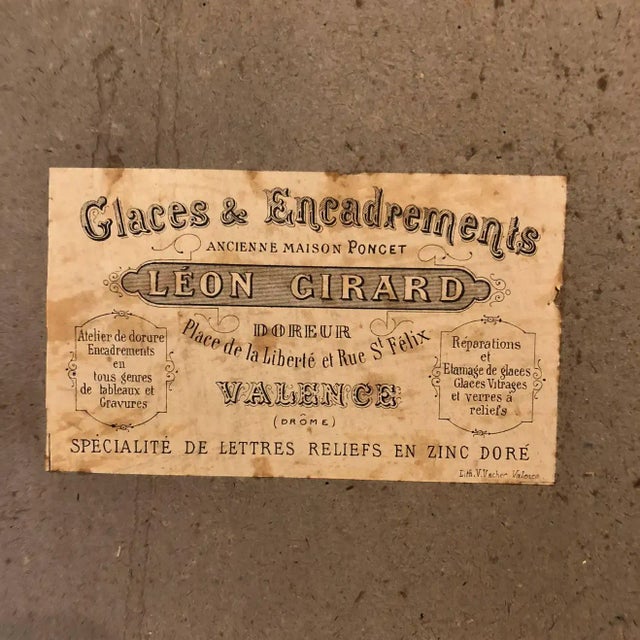 Glaces & Encadrements
ANCIENNE MAISON PONCET
LÉON GIRARD
DOREUR
Place de la Liberté et Rue St Félix
VALENCE
(DRÔME)
Atelier de dorure
Encadrements
en
tous genres
de tableaux et
Gravures
Réparations
et
Etamage de glaces
Glaces Vitrages
et verres à
reliefs
SPÉCIALITÉ DE LETTRES RELIEFS EN ZINC DORÉ
Lith. V. Vacher Valence